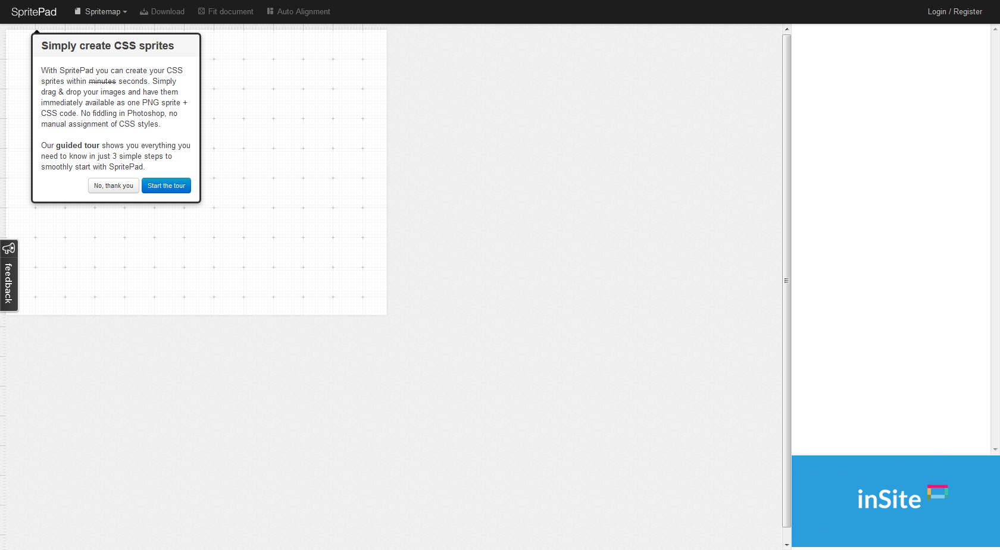 SpritePad Spritemap Download Fit document Auto Alignment Login / Register
Simply create CSS sprites
With SpritePad you can create your CSS
sprites within minutes seconds. Simply
drag & drop your images and have them
immediately available as one PNG sprite +
CSS code. No fiddling in Photoshop, no
manual assignment of CSS styles.
Our guided tour shows you everything you
need to know in just 3 simple steps to
smoothly start with SpritePad.
No, thank you Start the tour
feedback
inSite